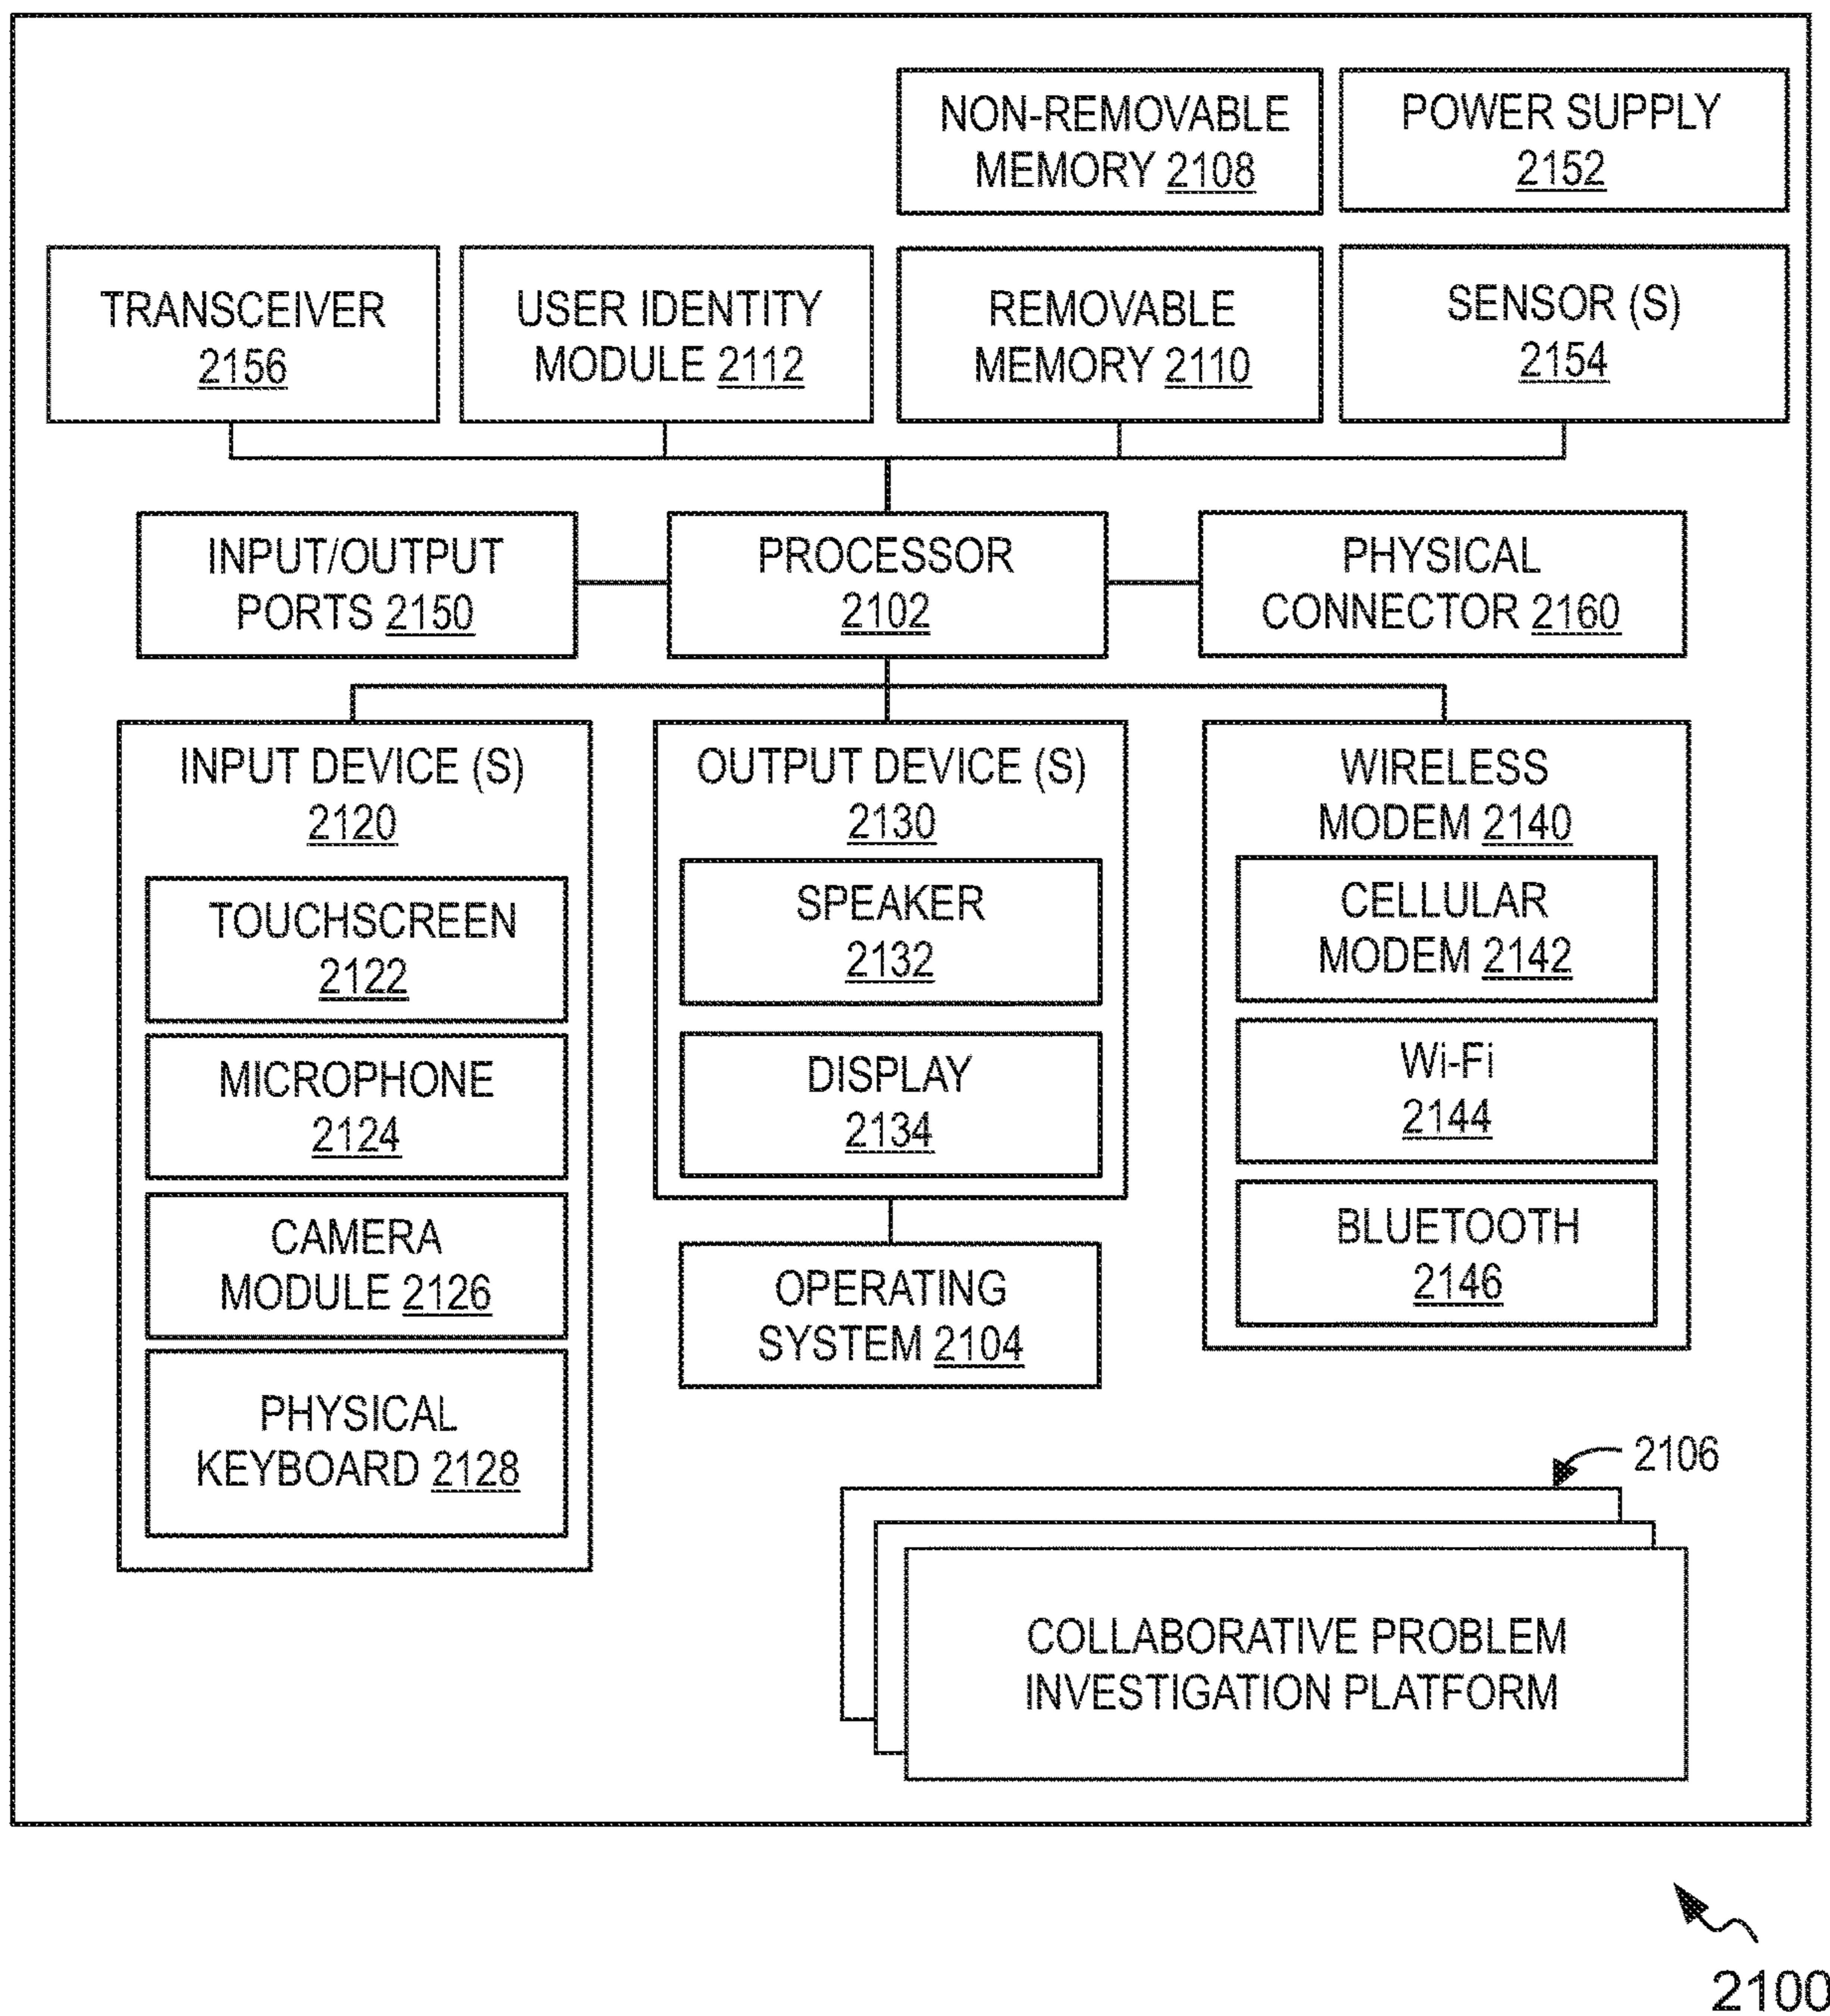 NON-REMOVABLE
MEMORY 2108
POWER SUPPLY
2152
TRANSCEIVER
2156
USER IDENTITY
MODULE 2112
REMOVABLE
MEMORY 2110
SENSOR (S)
2154
INPUT/OUTPUT
PORTS 2150
PROCESSOR
2102
PHYSICAL
CONNECTOR 2160
INPUT DEVICE (S)
2120
TOUCHSCREEN
2122
MICROPHONE
2124
CAMERA
MODULE 2126
PHYSICAL
KEYBOARD 2128
OUTPUT DEVICE (S)
2130
SPEAKER
2132
DISPLAY
2134
OPERATING
SYSTEM 2104
WIRELESS
MODEM 2140
CELLULAR
MODEM 2142
Wi-Fi
2144
BLUETOOTH
2146
2106
COLLABORATIVE PROBLEM
INVESTIGATION PLATFORM
2100